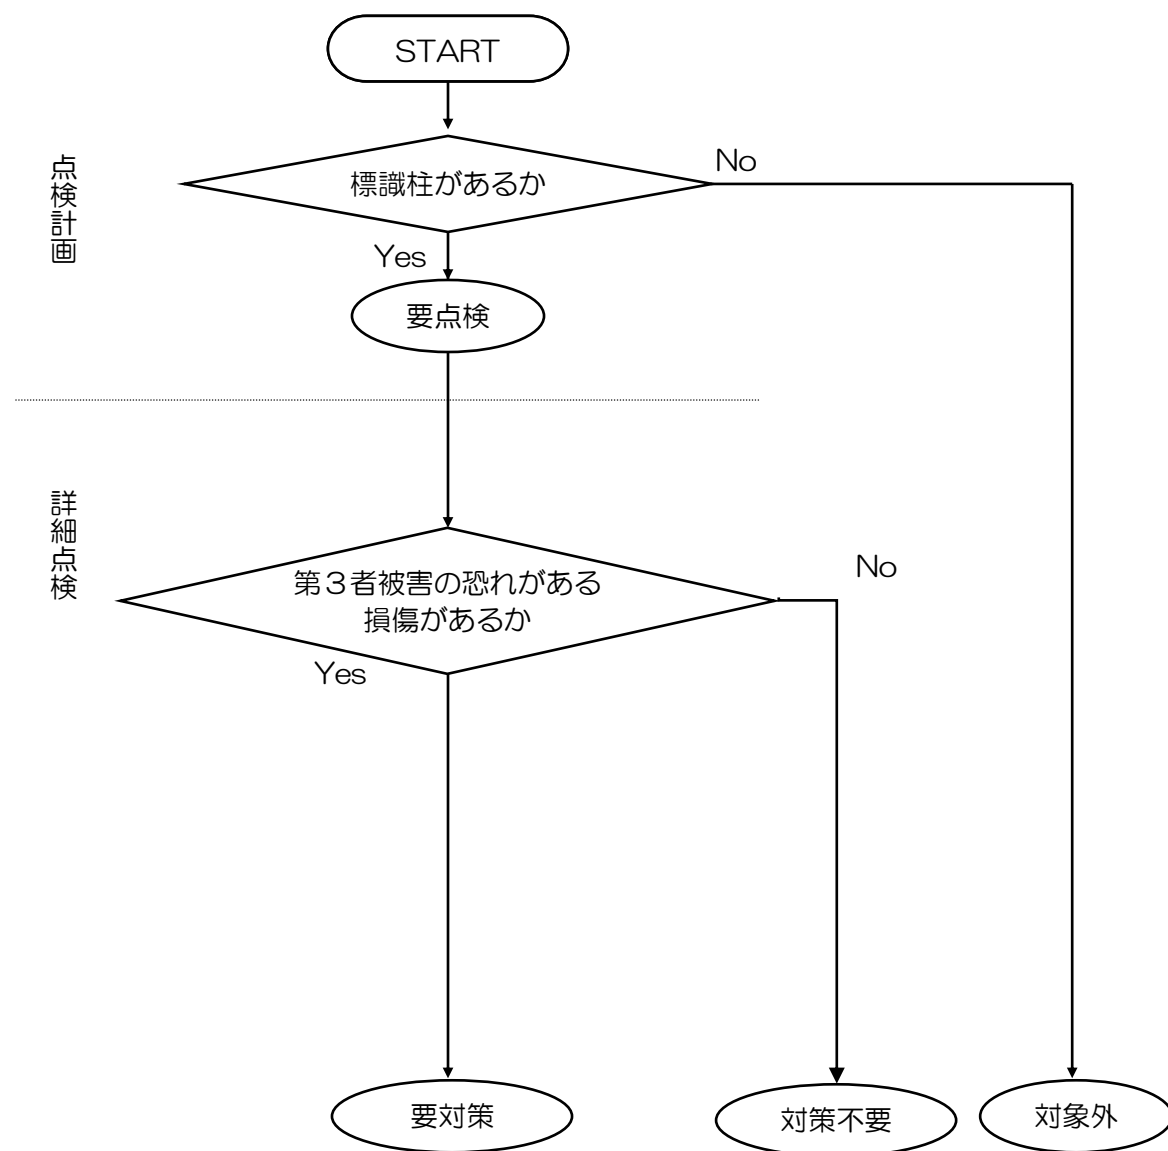 START
点検計画
標識柱があるか
No
Yes
要点検
詳細点検
第３者被害の恐れがある
損傷があるか
No
Yes
要対策
対策不要
対象外